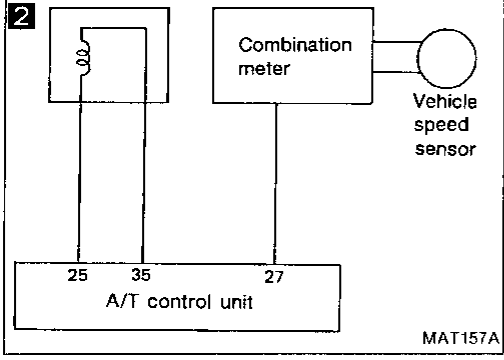 2
Combination
meter
Vehicle
speed
sensor
25 35 27
A/T control unit
MAT157A